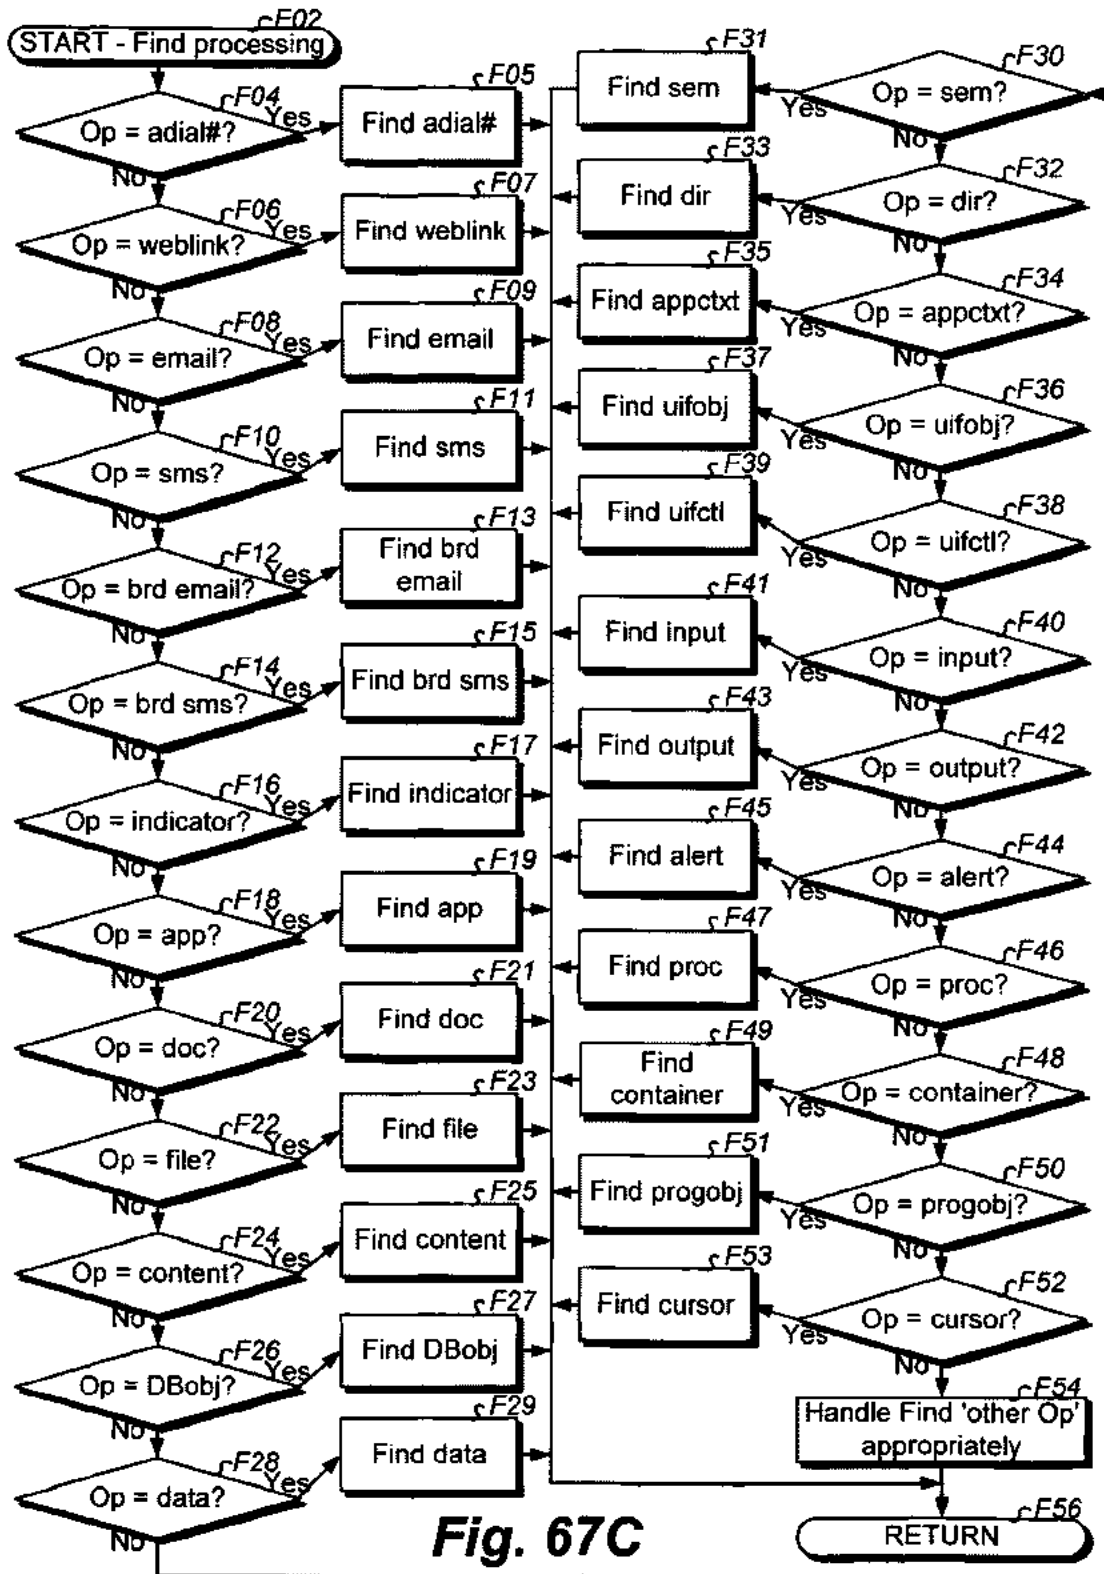 F02
START - Find processing
F04
Op = adial#?
Yes
No
F05
Find adial#
F06
Op = weblink?
Yes
No
F07
Find weblink
F08
Op = email?
Yes
No
F09
Find email
F10
Op = sms?
Yes
No
F11
Find sms
F12
Op = brd email?
Yes
No
F13
Find brd
email
F14
Op = brd sms?
Yes
No
F15
Find brd sms
F16
Op = indicator?
Yes
No
F17
Find indicator
F18
Op = app?
Yes
No
F19
Find app
F20
Op = doc?
Yes
No
F21
Find doc
F22
Op = file?
Yes
No
F23
Find file
F24
Op = content?
Yes
No
F25
Find content
F26
Op = DBobj?
Yes
No
F27
Find DBobj
F28
Op = data?
Yes
No
F29
Find data
F30
Op = sem?
Yes
No
F31
Find sem
F32
Op = dir?
Yes
No
F33
Find dir
F34
Op = appctxt?
Yes
No
F35
Find appctxt
F36
Op = uifobj?
Yes
No
F37
Find uifobj
F38
Op = uifctl?
Yes
No
F39
Find uifctl
F40
Op = input?
Yes
No
F41
Find input
F42
Op = output?
Yes
No
F43
Find output
F44
Op = alert?
Yes
No
F45
Find alert
F46
Op = proc?
Yes
No
F47
Find proc
F48
Op = container?
Yes
No
F49
Find
container
F50
Op = progobj?
Yes
No
F51
Find progobj
F52
Op = cursor?
Yes
No
F53
Find cursor
F54
Handle Find 'other Op'
appropriately
F56
RETURN
Fig. 67C